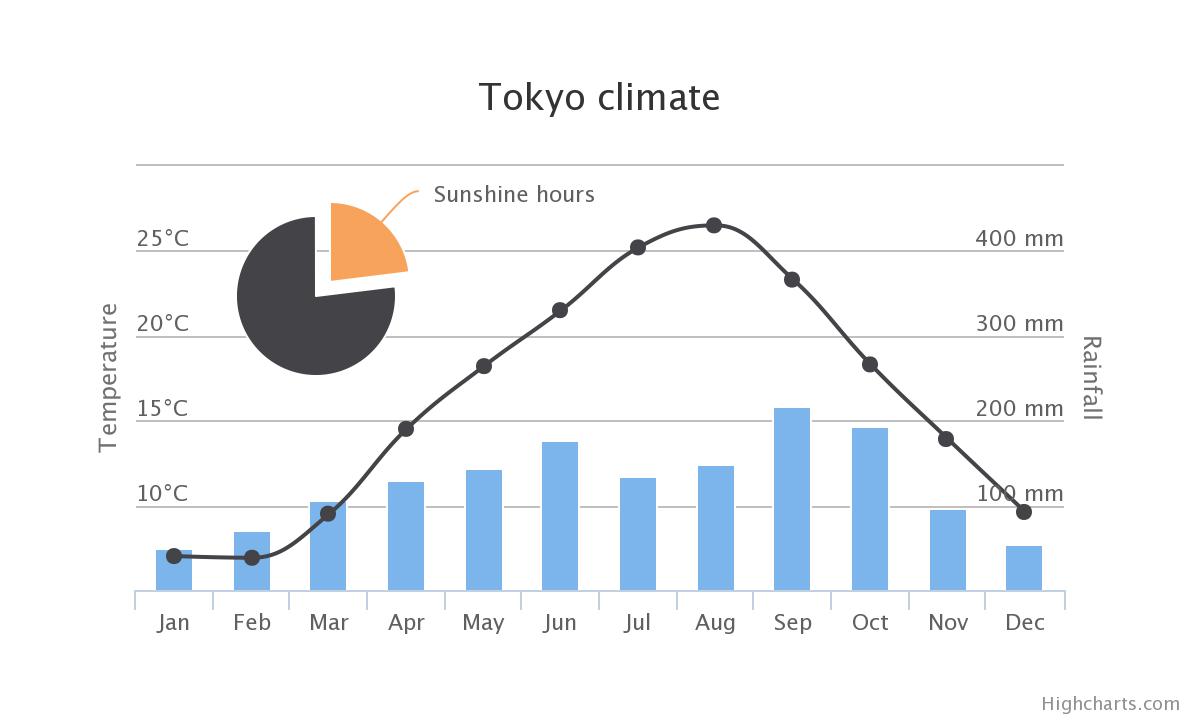 Tokyo climate
Sunshine hours
Temperature
25°C
20°C
15°C
10°C
400 mm
300 mm
200 mm
100 mm
Rainfall
Jan Feb Mar Apr May Jun Jul Aug Sep Oct Nov Dec
Highcharts.com